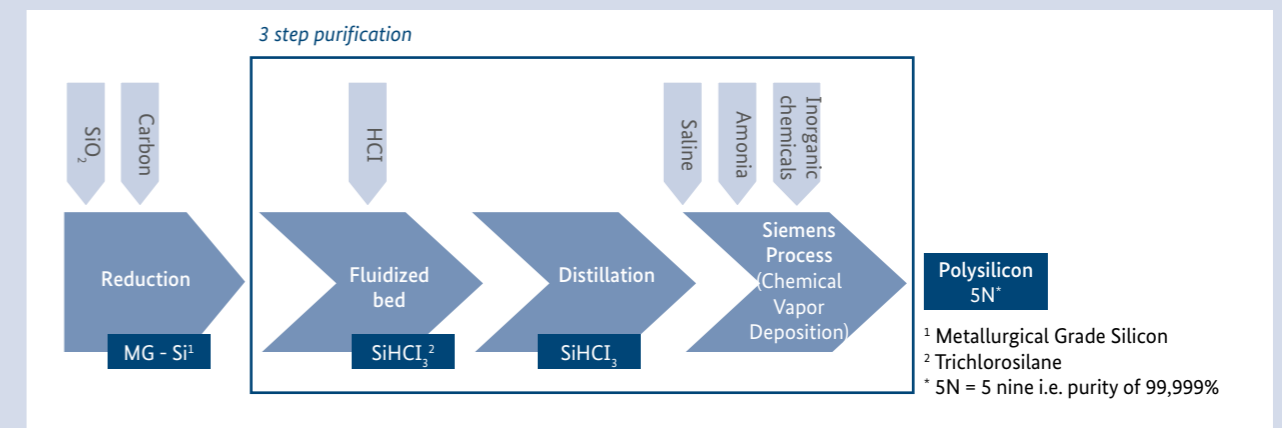 3 step purification
SiO₂
Carbon
HCl
Saline
Amonia
Inorganic
chemicals
Reduction
Fluidized
bed
Distillation
Siemens
Process
(Chemical
Vapor
Deposition)
MG - Si¹
SiHCl₃²
SiHCl₃
Polysilicon
5N*
¹ Metallurgical Grade Silicon
² Trichlorosilane
* 5N = 5 nine i.e. purity of 99,999%